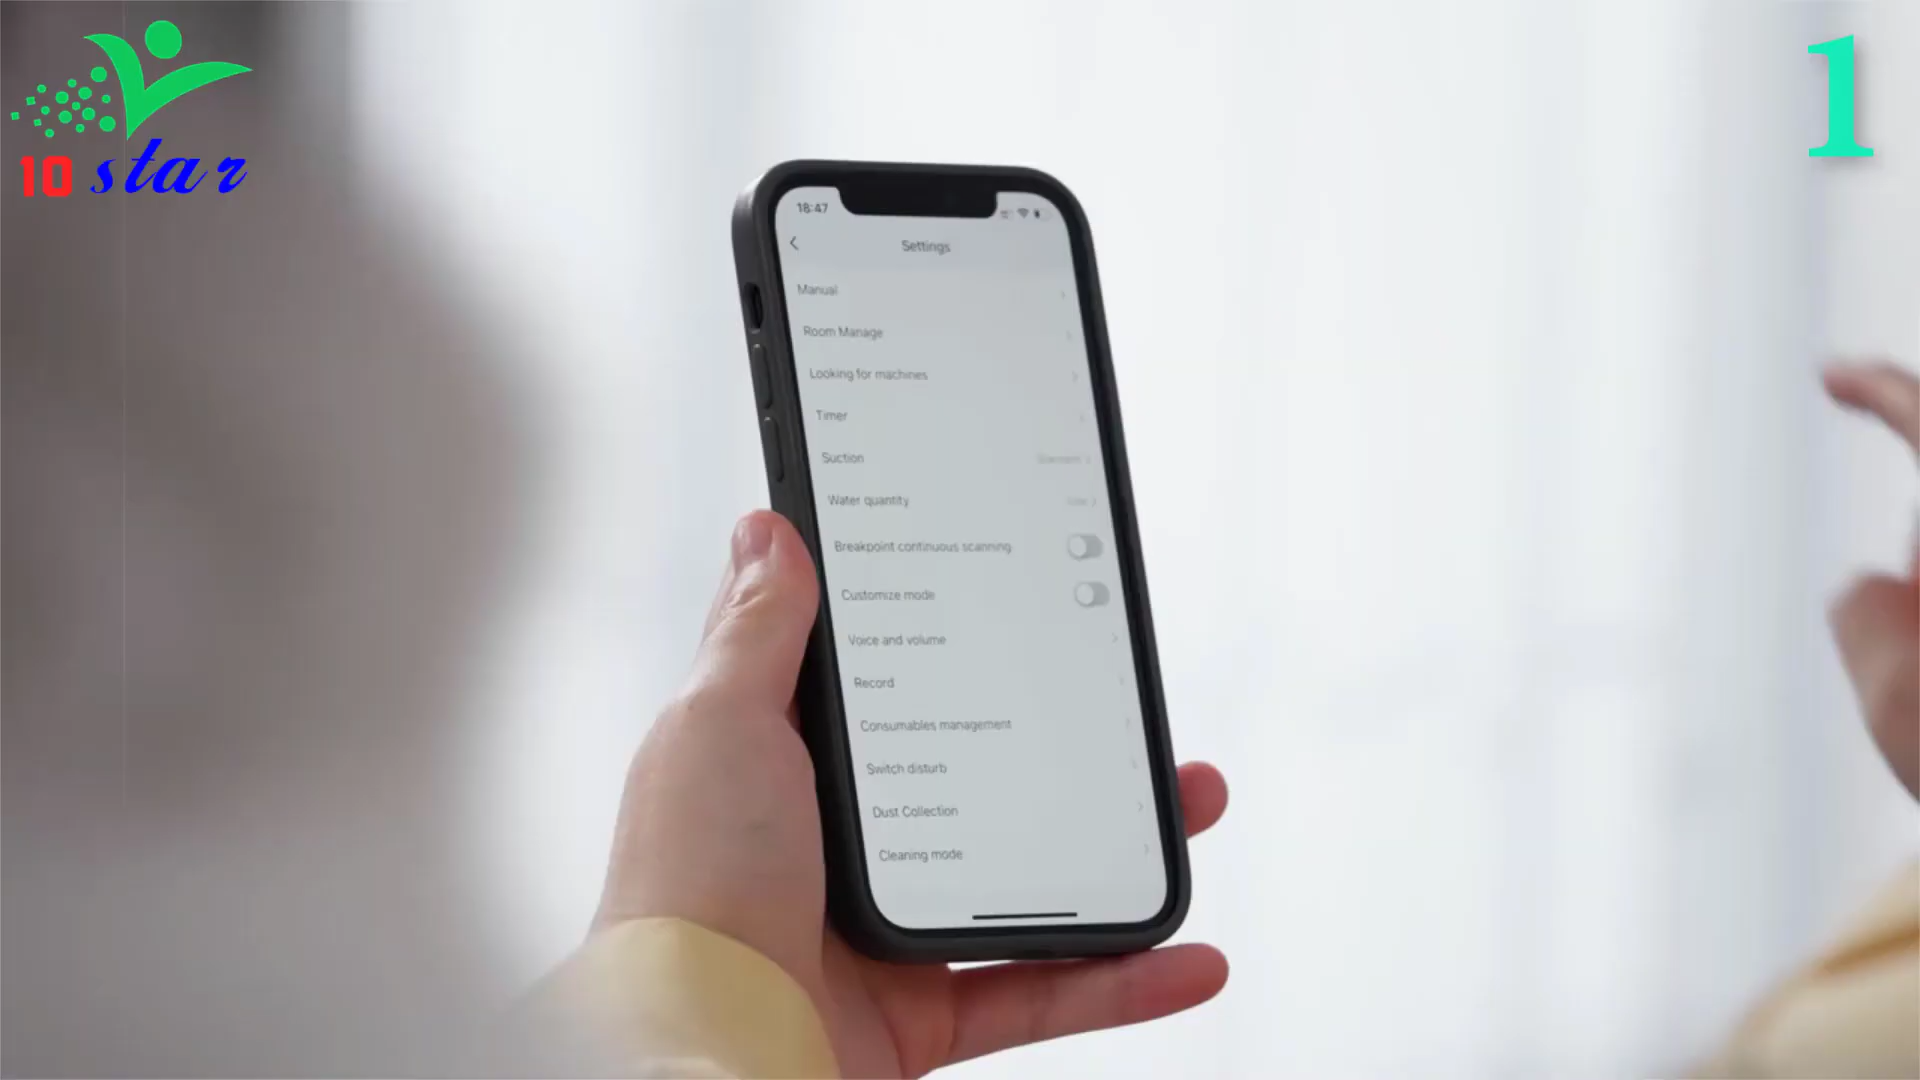 10 star
1
18:47
Settings
Manual
Room Manage
Looking for machines
Timer
Suction
Water quantity
Breakpoint continuous scanning
Customize mode
Voice and volume
Record
Consumables management
Switch disturb
Dust Collection
Cleaning mode